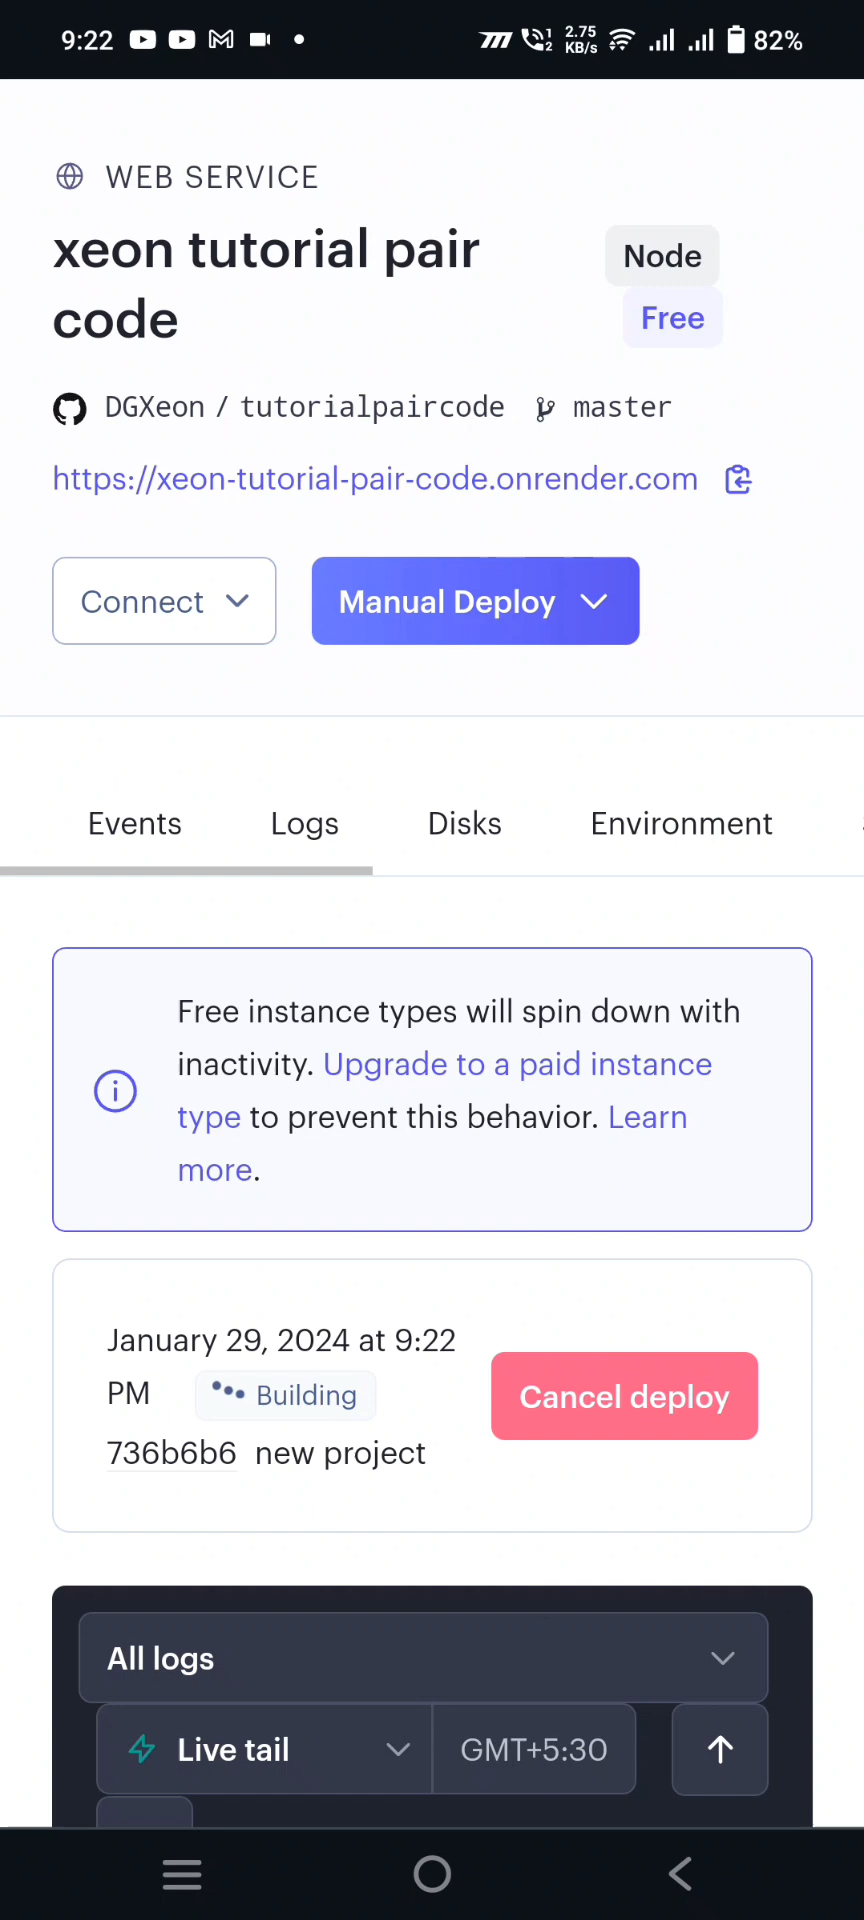 9:22
1
2
2.75
KB/s
82%
WEB SERVICE
xeon tutorial pair
code
Node
Free
DGXeon / tutorialpaircode master
https://xeon-tutorial-pair-code.onrender.com
Connect
Manual Deploy
Events Logs Disks Environment
Free instance types will spin down with
inactivity. Upgrade to a paid instance
type to prevent this behavior. Learn
more.
January 29, 2024 at 9:22
PM Building
736b6b6 new project
Cancel deploy
All logs
Live tail
GMT+5:30